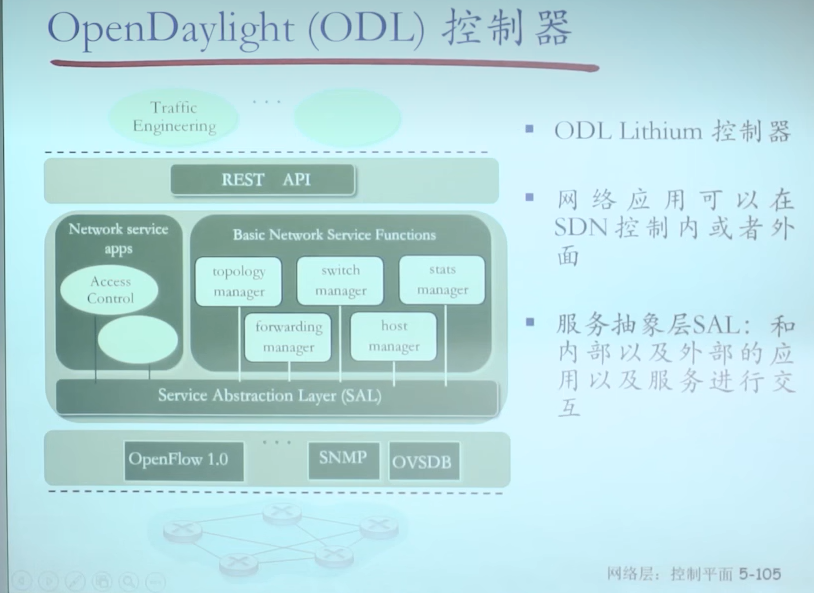 OpenDaylight (ODL) 控制器
Traffic
Engineering
...
REST API
Network service
apps
Access
Control
Basic Network Service Functions
topology
manager
switch
manager
stats
manager
forwarding
manager
host
manager
Service Abstraction Layer (SAL)
OpenFlow 1.0
...
SNMP
OVSDB
ODL Lithium 控制器
网络应用可以在
SDN控制内或者外
面
服务抽象层SAL：和
内部以及外部的应
用以及服务进行交
互
网络层：控制平面 5-105